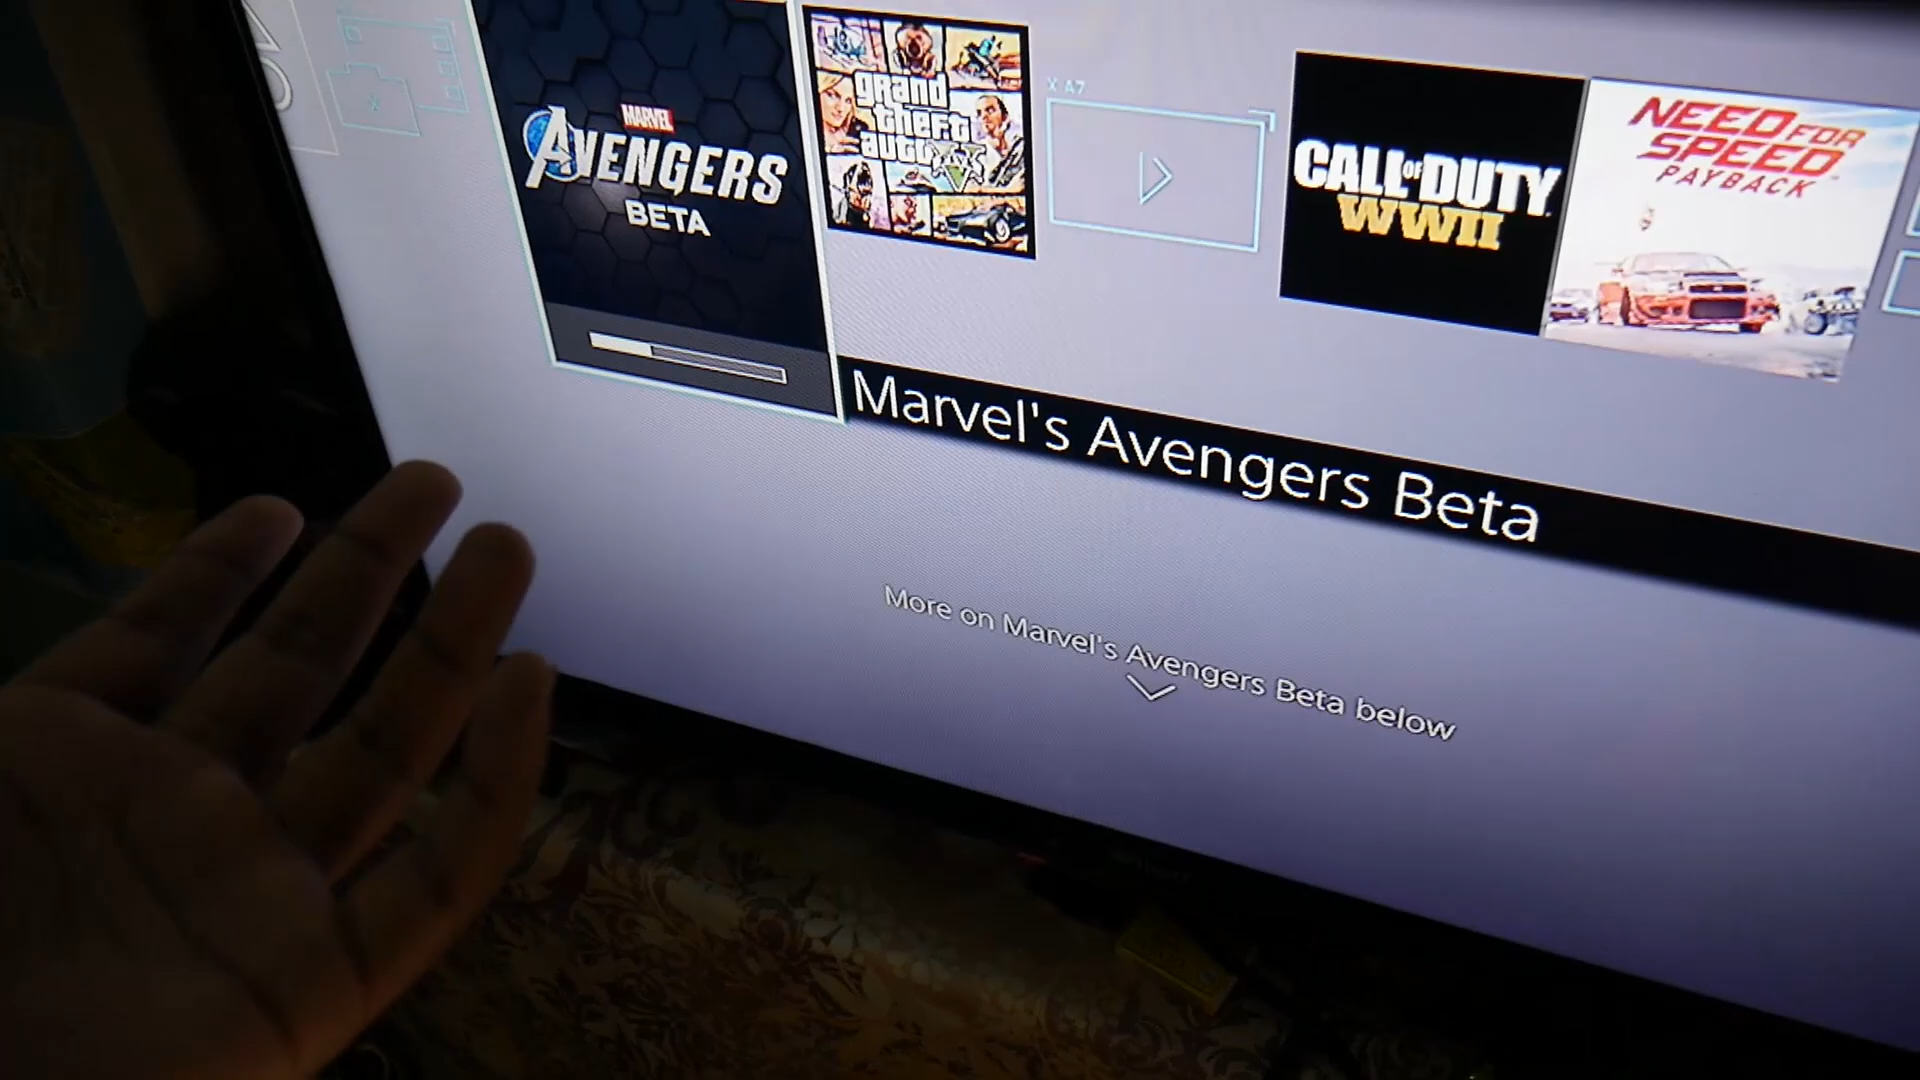 MARVEL
AVENGERS
BETA
grand
theft
auto
V
X A7
CALL OF DUTY
WWII
NEED FOR
SPEED
PAYBACK
Marvel's Avengers Beta
More on Marvel's Avengers Beta below